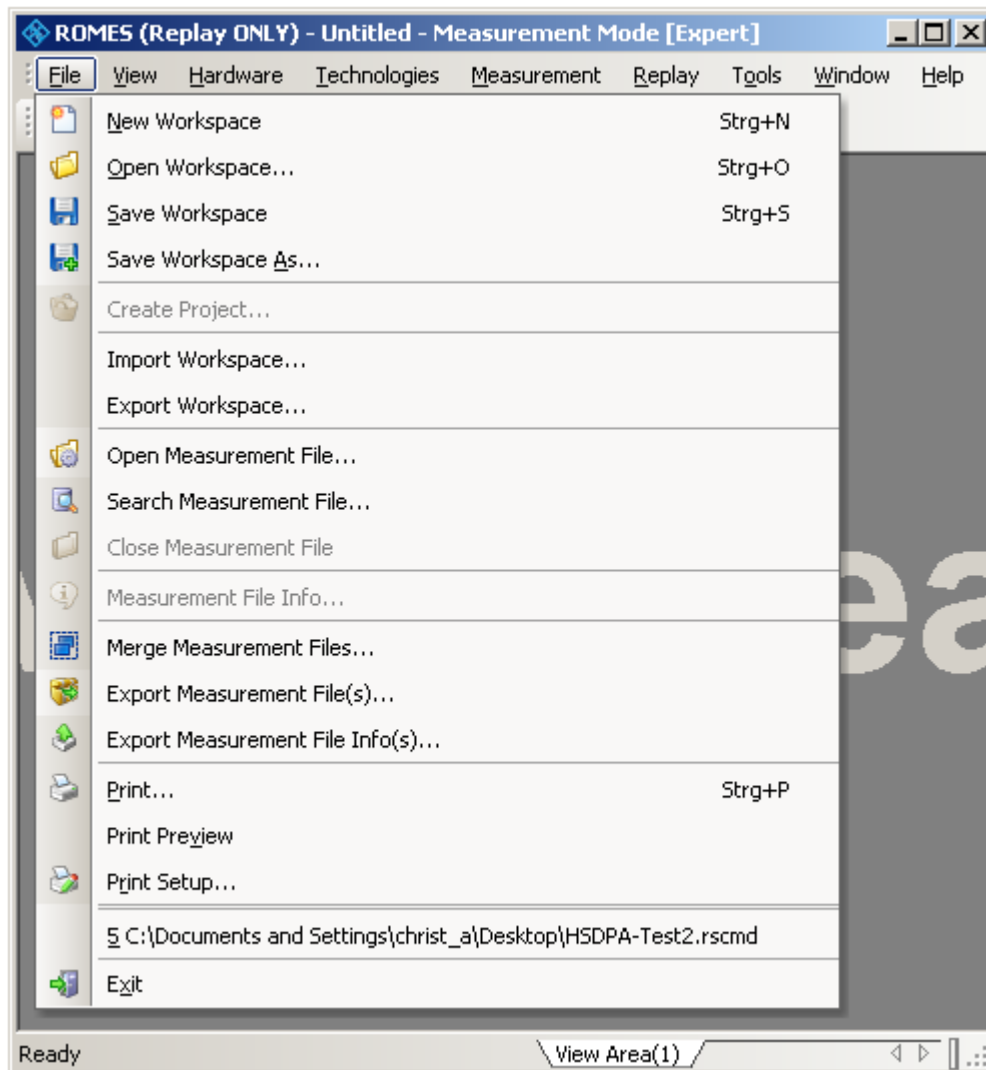 ROMES (Replay ONLY) - Untitled - Measurement Mode [Expert]
File View Hardware Technologies Measurement Replay Tools Window Help
New Workspace Strg+N
Open Workspace... Strg+O
Save Workspace Strg+S
Save Workspace As...
Create Project...
Import Workspace...
Export Workspace...
Open Measurement File...
Search Measurement File...
Close Measurement File
Measurement File Info...
Merge Measurement Files...
Export Measurement File(s)...
Export Measurement File Info(s)...
Print... Strg+P
Print Preview
Print Setup...
5 C:\Documents and Settings\christ_a\Desktop\HSDPA-Test2.rscmd
Exit
Ready View Area(1)